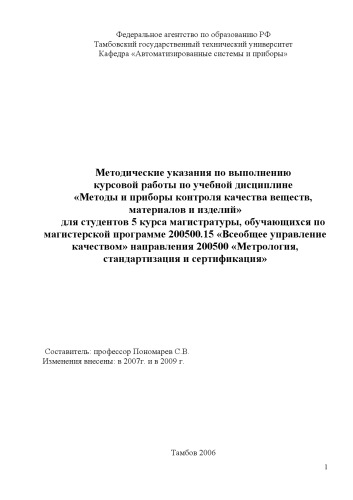 Федеральное агентство по образованию РФ
Тамбовский государственный технический университет
Кафедра «Автоматизированные системы и приборы»
Методические указания по выполнению
курсовой работы по учебной дисциплине
«Методы и приборы контроля качества веществ,
материалов и изделий»
для студентов 5 курса магистратуры, обучающихся по
магистерской программе 200500.15 «Всеобщее управление
качеством» направления 200500 «Метрология,
стандартизация и сертификация»
Составитель: профессор Пономарев С.В.
Изменения внесены: в 2007г. и в 2009 г.
Тамбов 2006
1